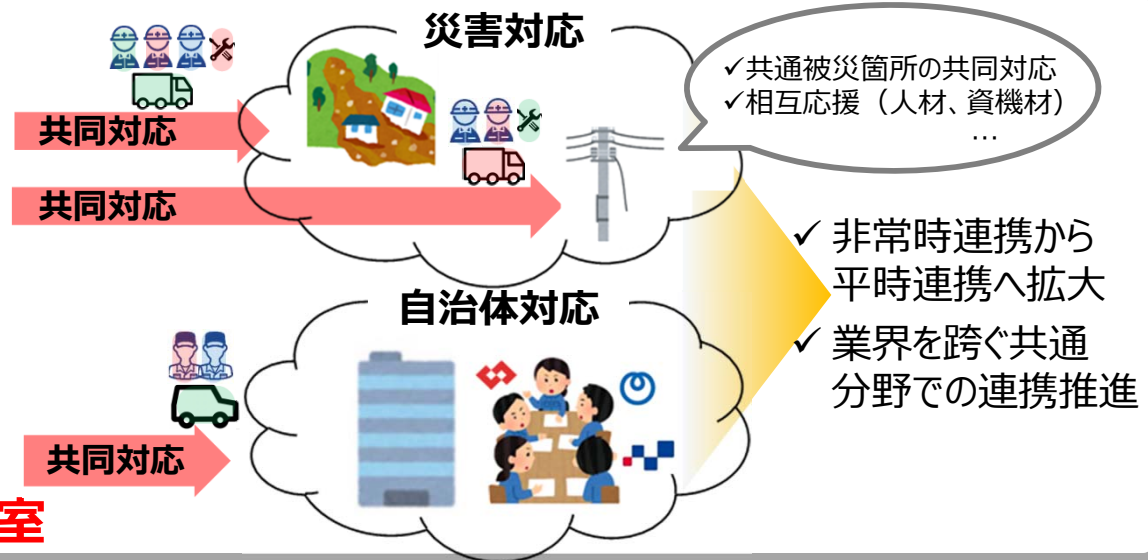 災害対応
✓共通被災箇所の共同対応
✓相互応援（人材、資機材）
…
共同対応
共同対応
✓ 非常時連携から
平時連携へ拡大
✓ 業界を跨ぐ共通
分野での連携推進
自治体対応
共同対応
室